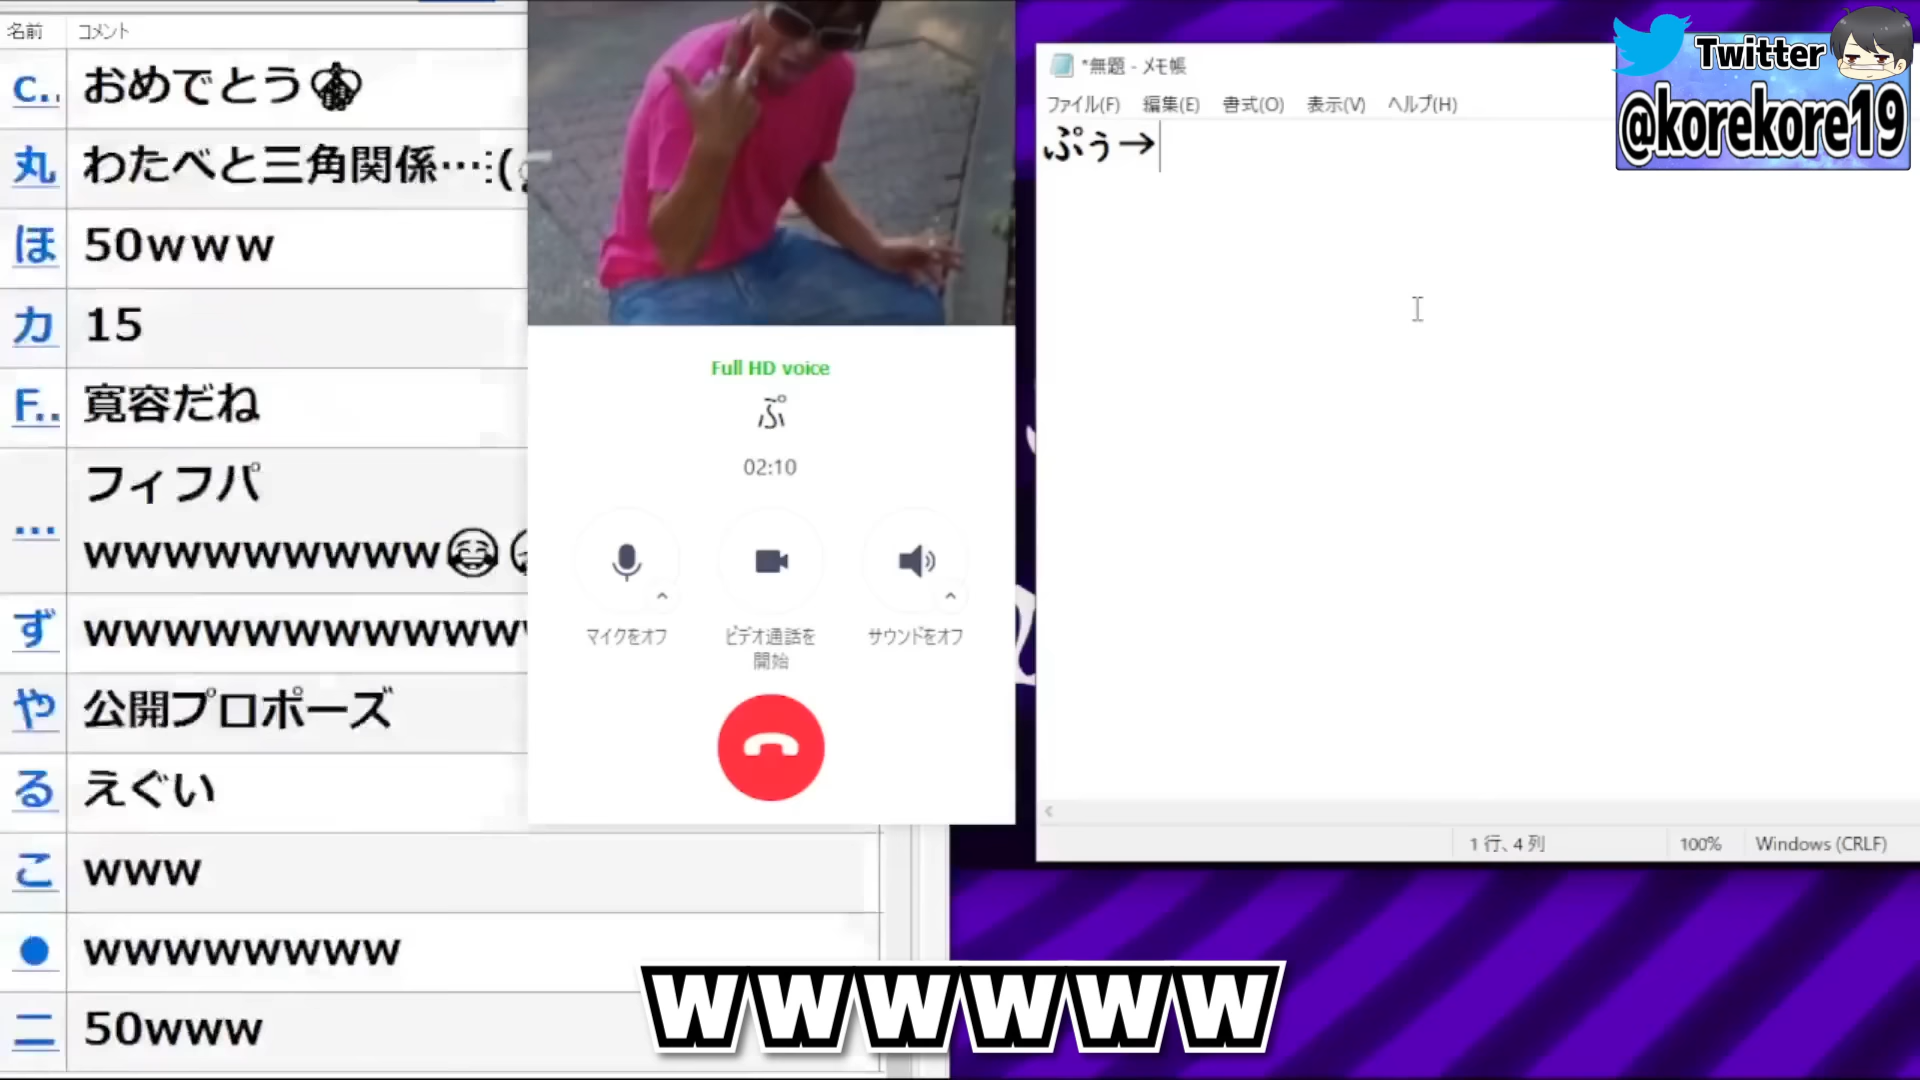 名前 コメント
C.. おめでとう
丸 わたべと三角関係…
ほ 50www
カ 15
F.. 寛容だね
フィフパ
… wwwwwwwwww😂
ず wwwwwwwwwww
や 公開プロポーズ
る えぐい
こ www
● wwwwwwwww
ニ 50www
Full HD voice
ぷ
02:10
マイクをオフ
ビデオ通話を
開始
サウンドをオフ
*無題 - メモ帳
ファイル(F) 編集(E) 書式(O) 表示(V) ヘルプ(H)
ぷぅ→
1 行、4 列 100% Windows (CRLF)
Twitter
@korekore19
WWWWWW